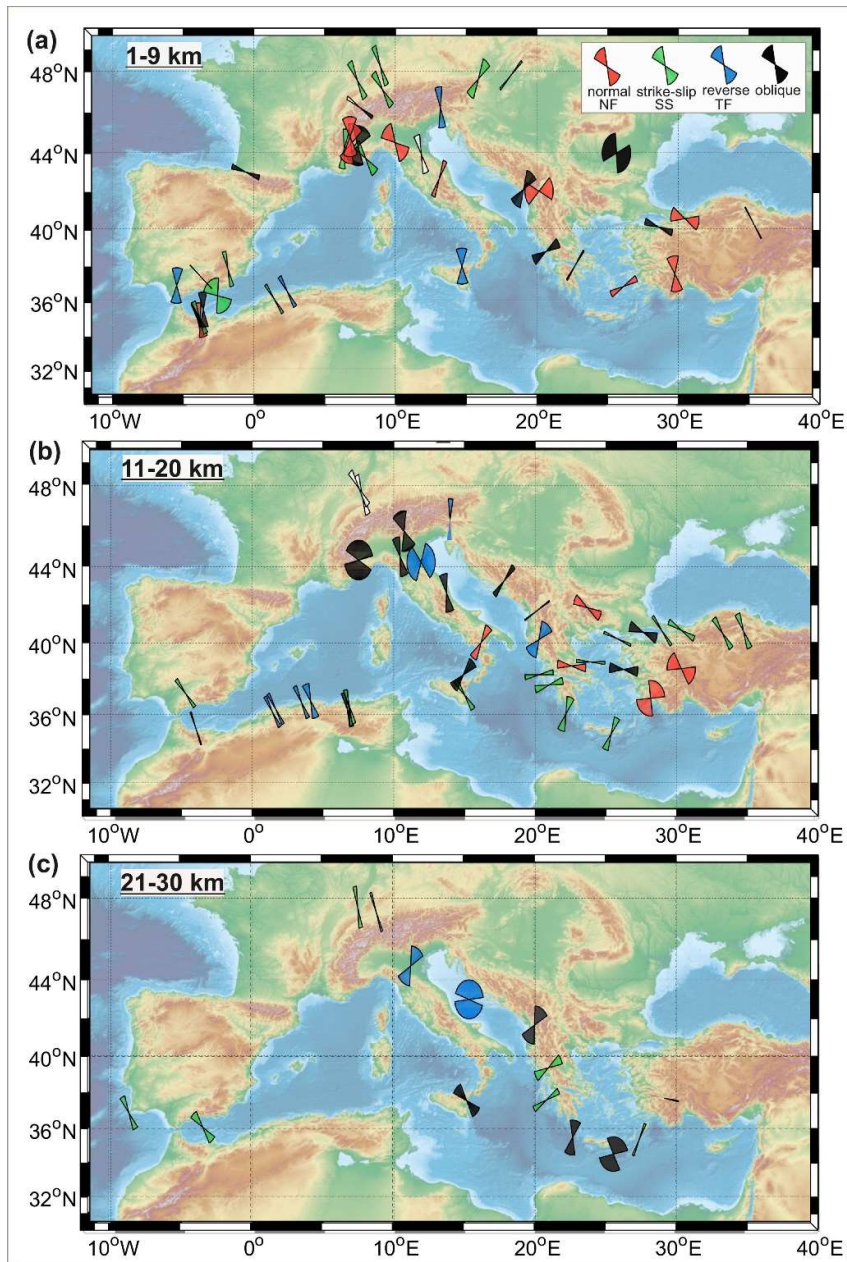 (a)
1-9 km
normal NF
strike-slip SS
reverse TF
oblique
48°N
44°N
40°N
36°N
32°N
10°W 0° 10°E 20°E 30°E 40°E
(b)
11-20 km
48°N
44°N
40°N
36°N
32°N
10°W 0° 10°E 20°E 30°E 40°E
(c)
21-30 km
48°N
44°N
40°N
36°N
32°N
10°W 0° 10°E 20°E 30°E 40°E